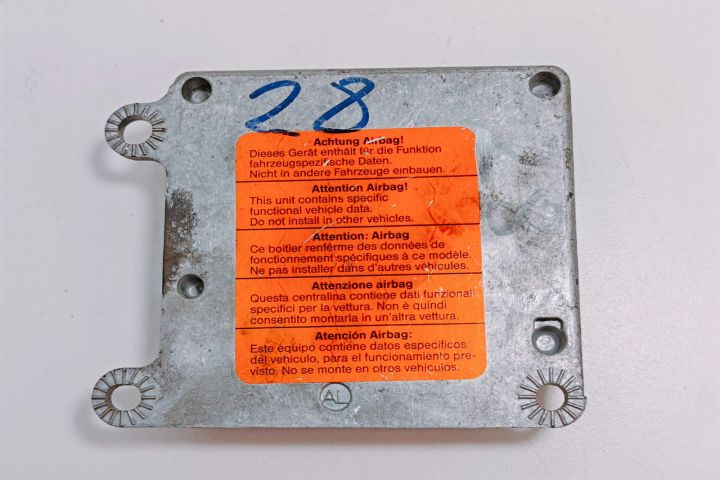 28
Achtung Airbag!
Dieses Gerät enthält für die Funktion
fahrzeugspezifische Daten.
Nicht in andere Fahrzeuge einbauen.
Attention Airbag!
This unit contains specific
functional vehicle data.
Do not install in other vehicles.
Attention: Airbag
Ce boitier renferme des données de
fonctionnement spécifiques à ce modèle.
Ne pas installer dans d'autres véhicules.
Attenzione airbag
Questa centralina contiene dati funzionali
specifici per la vettura. Non è quindi
consentito montarla in un'altra vettura.
Atención Airbag:
Este equipo contiene datos especificos
del vehiculo, para el funcionamiento pre-
visto. No se monte en otros vehiculos.
AL